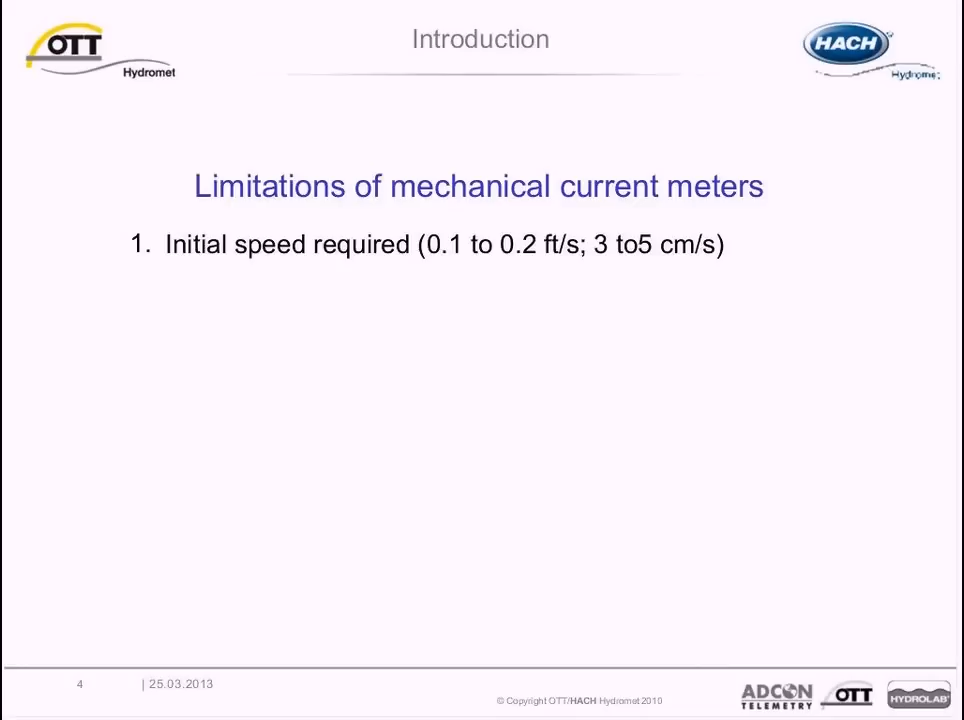 OTT
Hydromet
Introduction
HACH
Hydromet
Limitations of mechanical current meters
1. Initial speed required (0.1 to 0.2 ft/s; 3 to5 cm/s)
4 | 25.03.2013
© Copyright OTT/HACH Hydromet 2010
ADCON
TELEMETRY
OTT
HYDROLAB